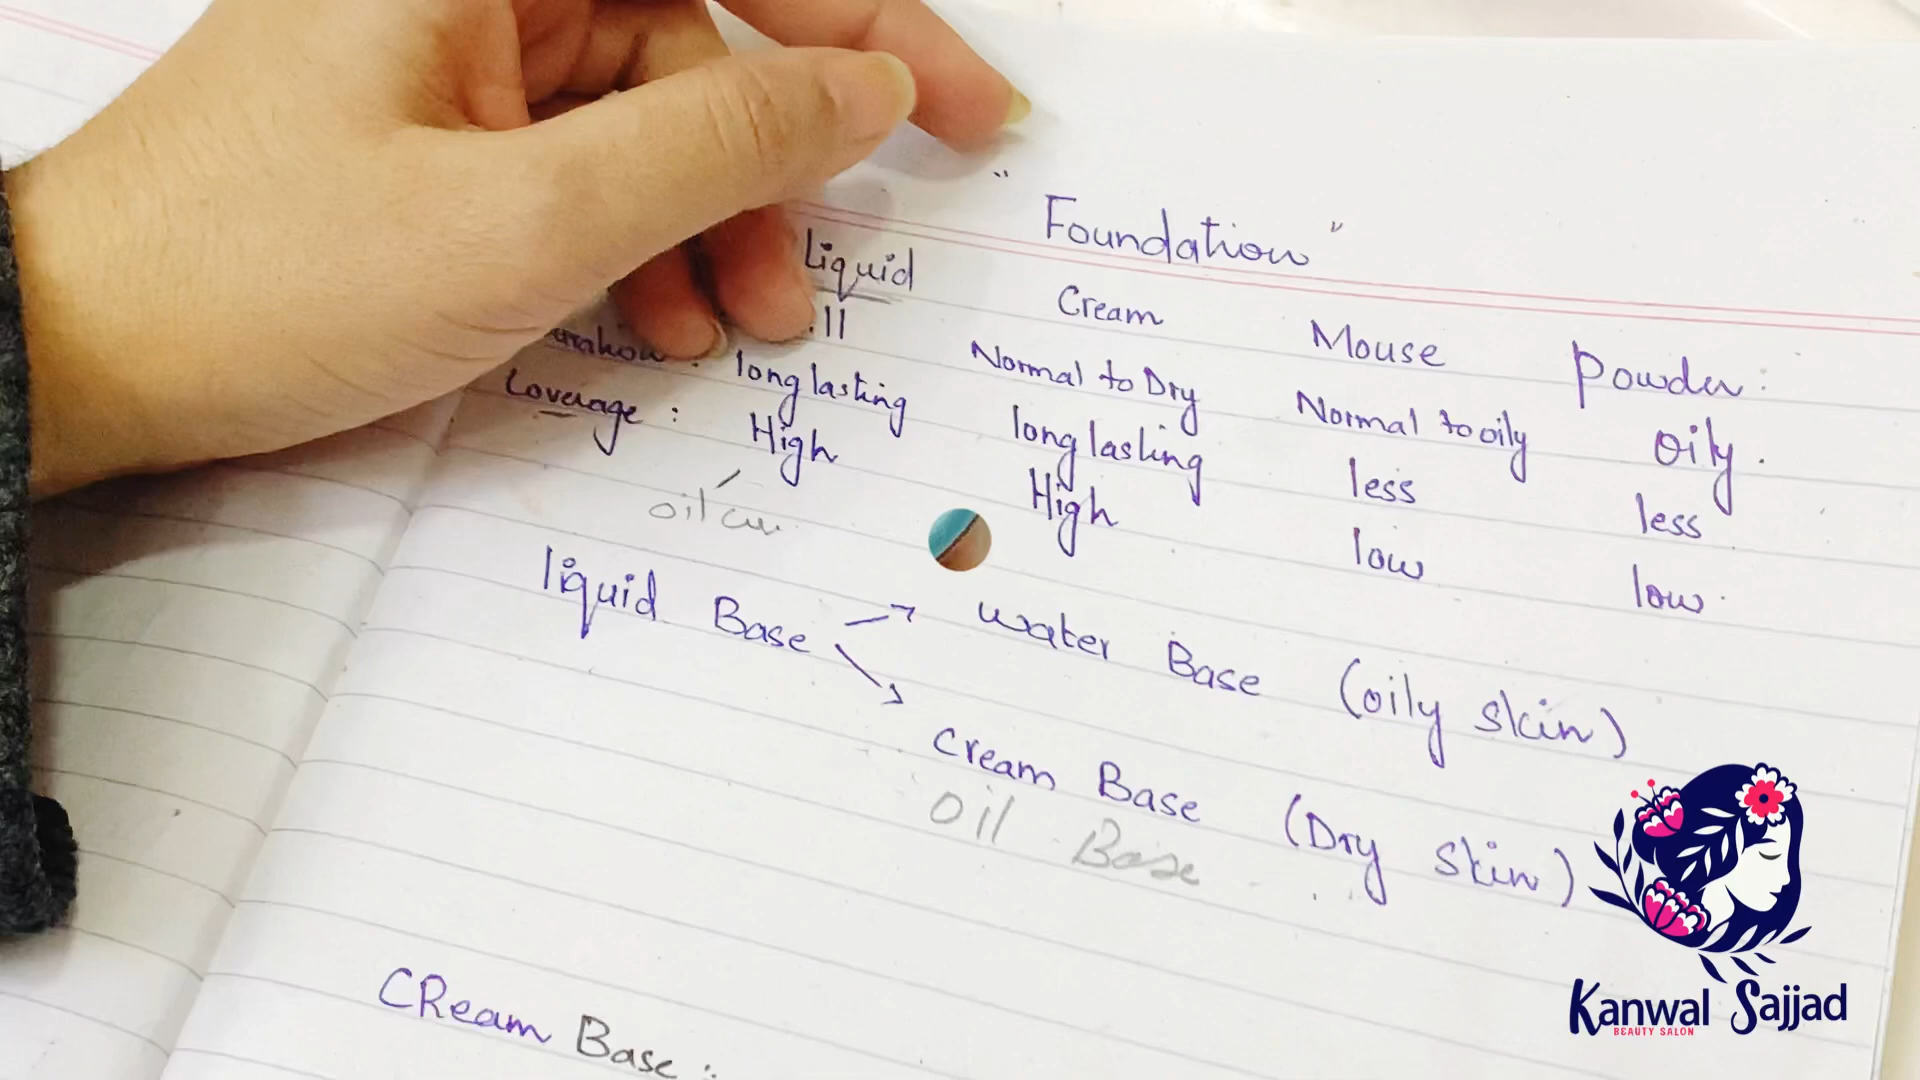 " Foundation "
Liquid Cream Mouse Powder:
Normal to Dry Normal to oily oily.
long lasting long lasting less less
Coverage: High High low low.
oil
liquid Base → water Base (oily skin)
Cream Base (Dry skin)
oil Base
CReam Base:
Kanwal Sajjad
BEAUTY SALON